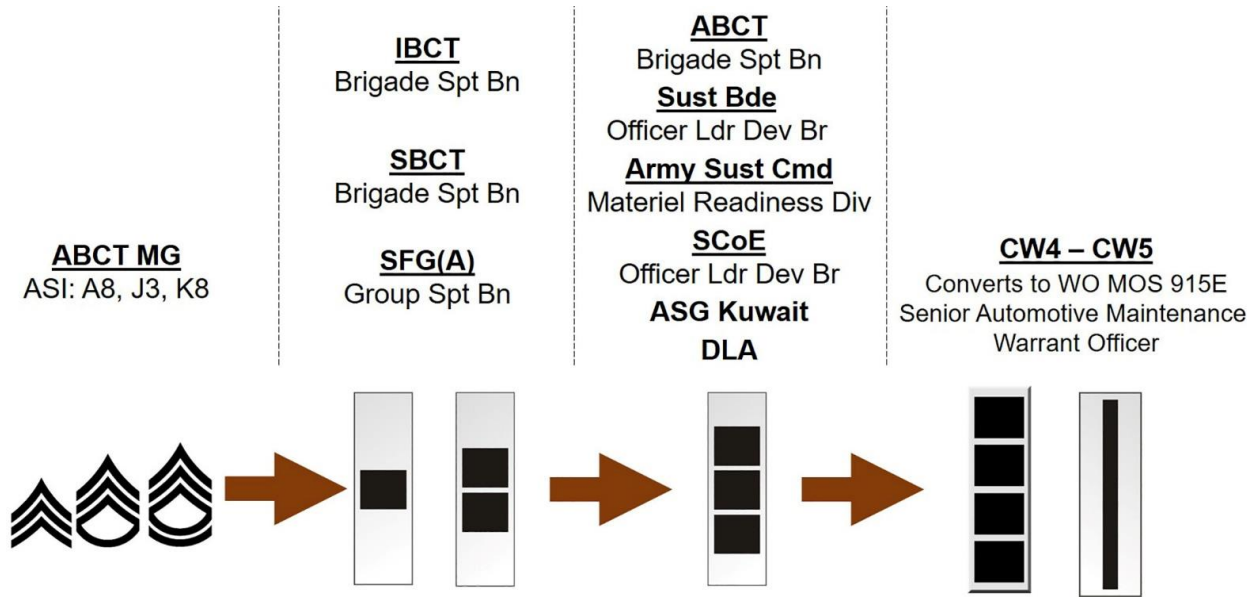 ABCT MG
ASI: A8, J3, K8
IBCT
Brigade Spt Bn
SBCT
Brigade Spt Bn
SFG(A)
Group Spt Bn
ABCT
Brigade Spt Bn
Sust Bde
Officer Ldr Dev Br
Army Sust Cmd
Materiel Readiness Div
SCoE
Officer Ldr Dev Br
ASG Kuwait
DLA
CW4 – CW5
Converts to WO MOS 915E
Senior Automotive Maintenance
Warrant Officer